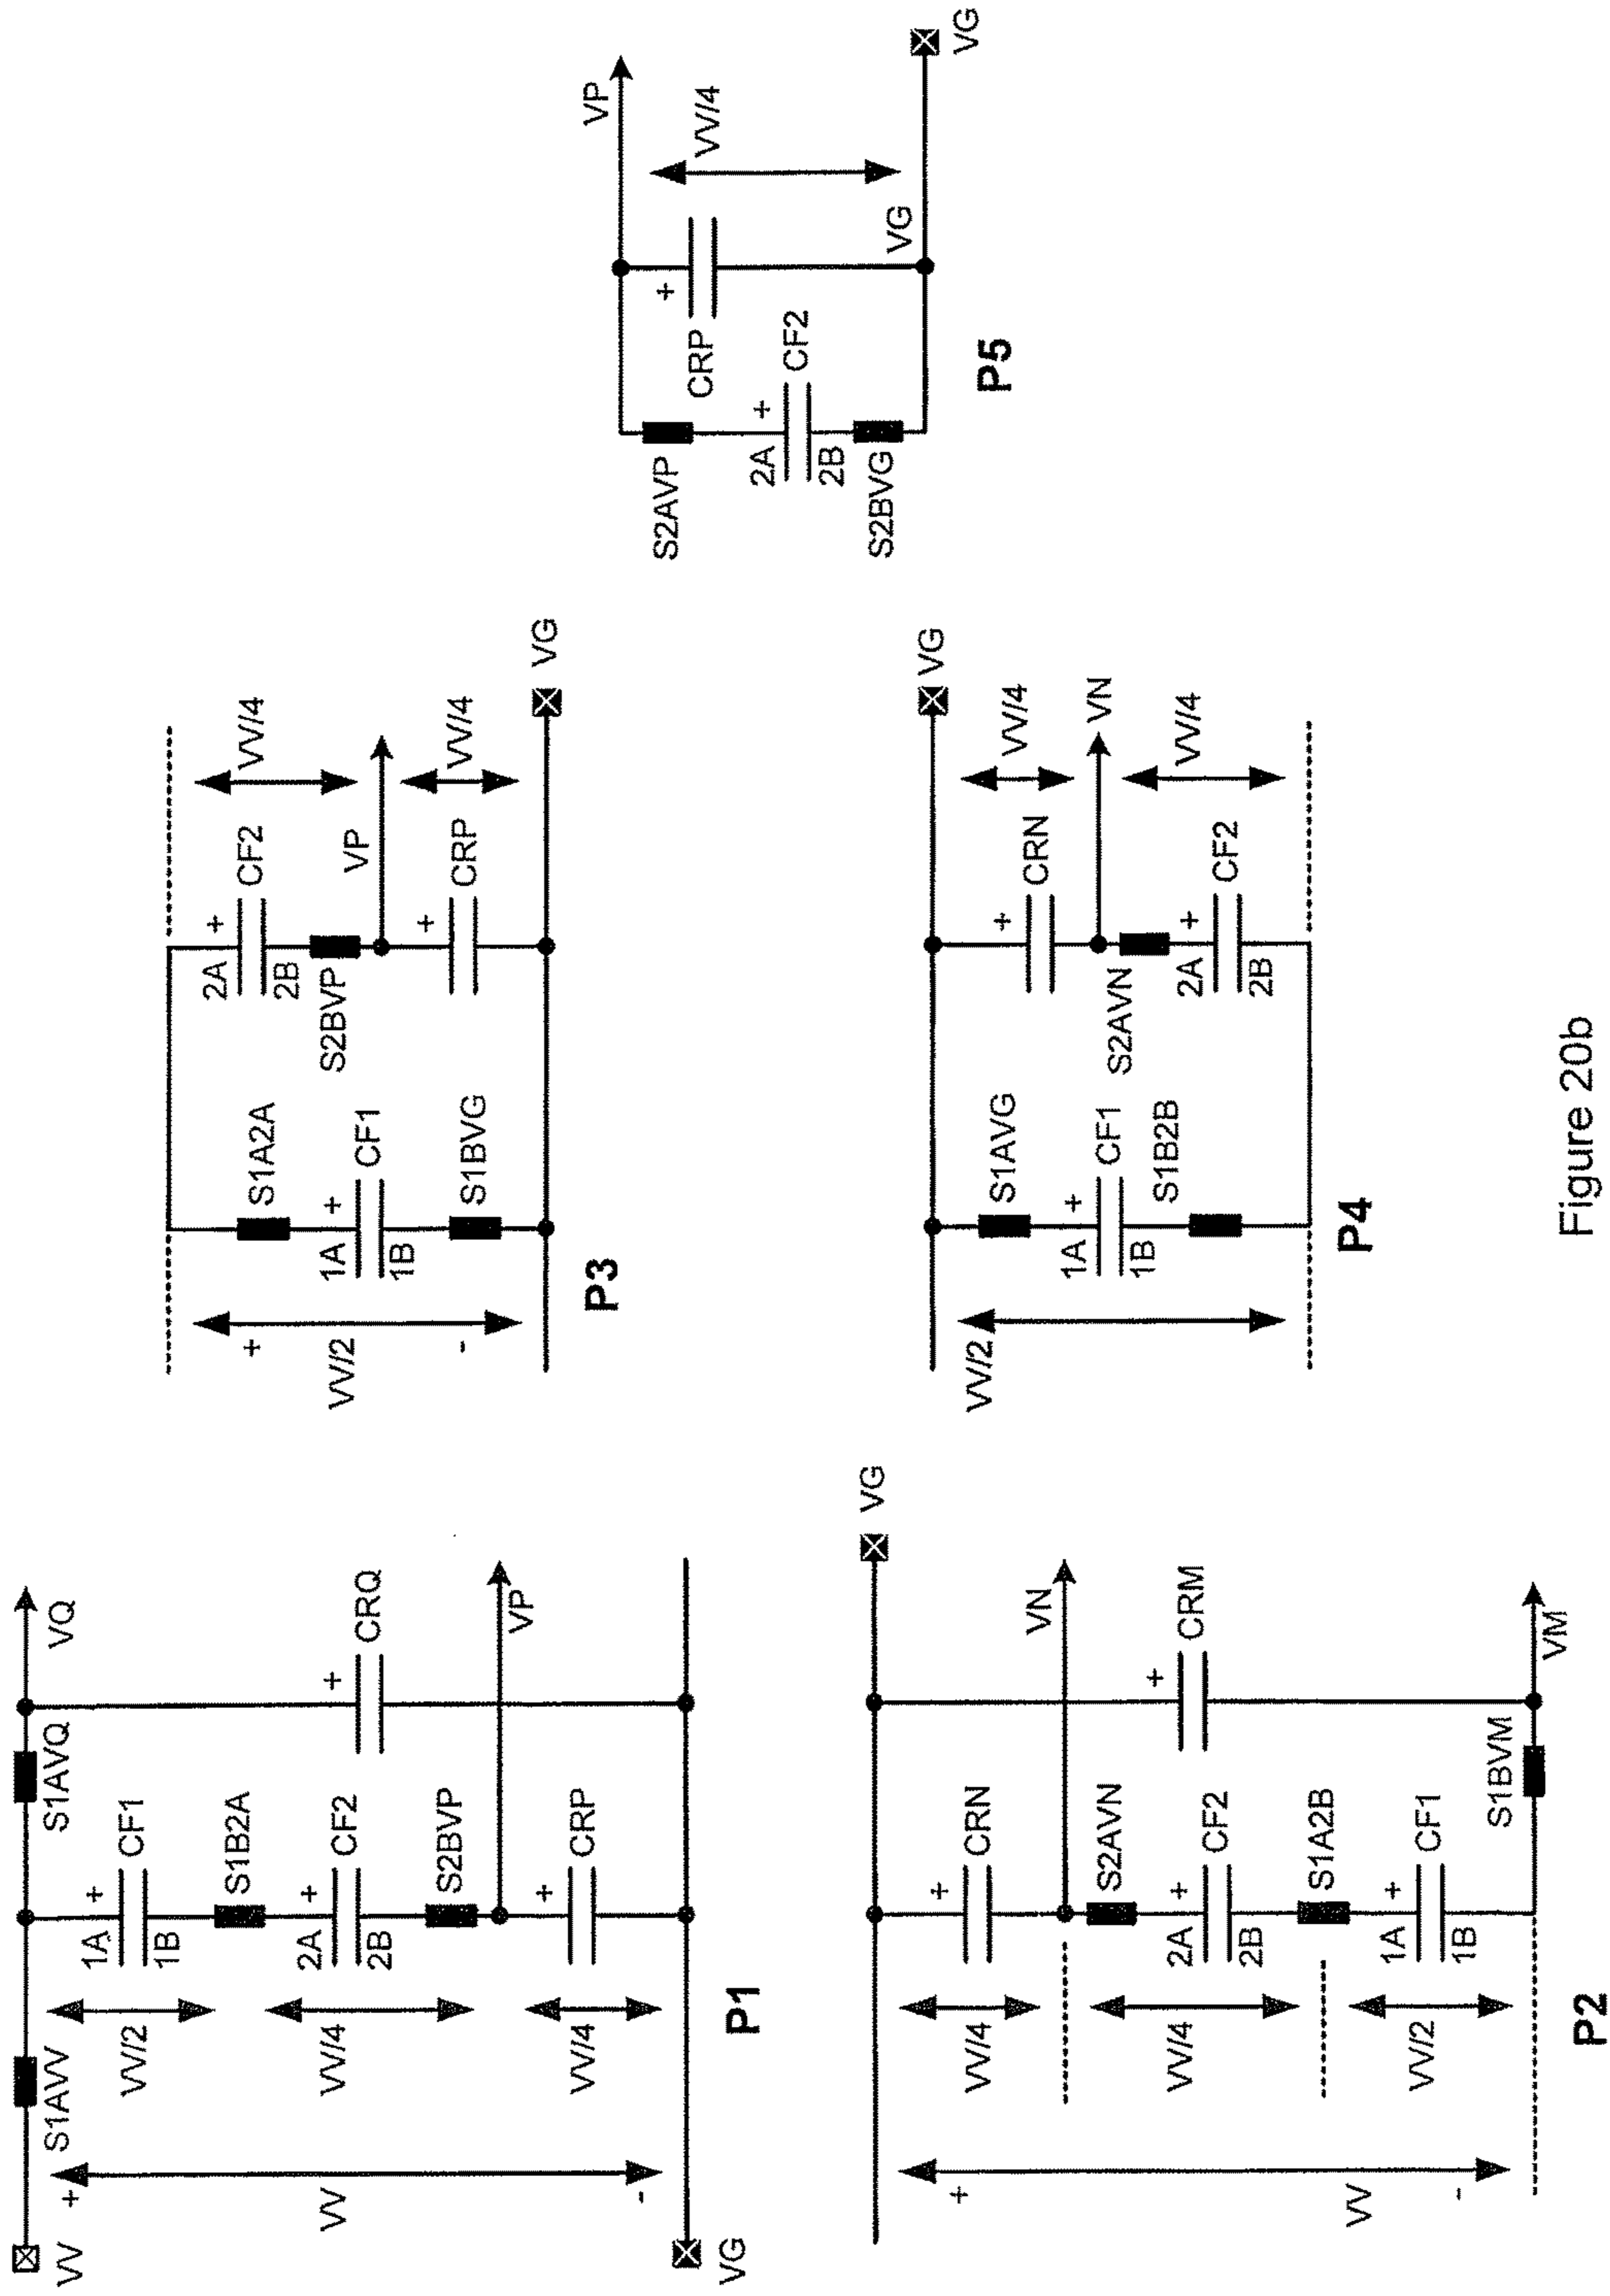 VV
VG
+
VV
-
S1AVV
VV/2
VV/4
VV/4
1A
1B
+
CF1
S1B2A
2A
2B
+
CF2
S2BVP
+
CRP
S1AVQ
VQ
+
CRQ
VP
P1
+
VV
-
VV/4
VV/4
VV/2
+
CRN
S2AVN
2A
2B
+
CF2
S1A2B
1A
1B
+
CF1
S1BVM
VN
+
CRM
VM
VG
P2
+
VV/2
-
S1A2A
1A
1B
+
CF1
S1BVG
2A
2B
+
CF2
S2BVP
VP
+
CRP
VV/4
VV/4
VG
P3
VV/2
S1AVG
1A
1B
+
CF1
S1B2B
+
CRN
S2AVN
2A
2B
+
CF2
VV/4
VN
VV/4
VG
P4
S2AVP
2A
2B
+
CF2
S2BVG
+
CRP
VP
VV/4
VG
VG
P5
Figure 20b